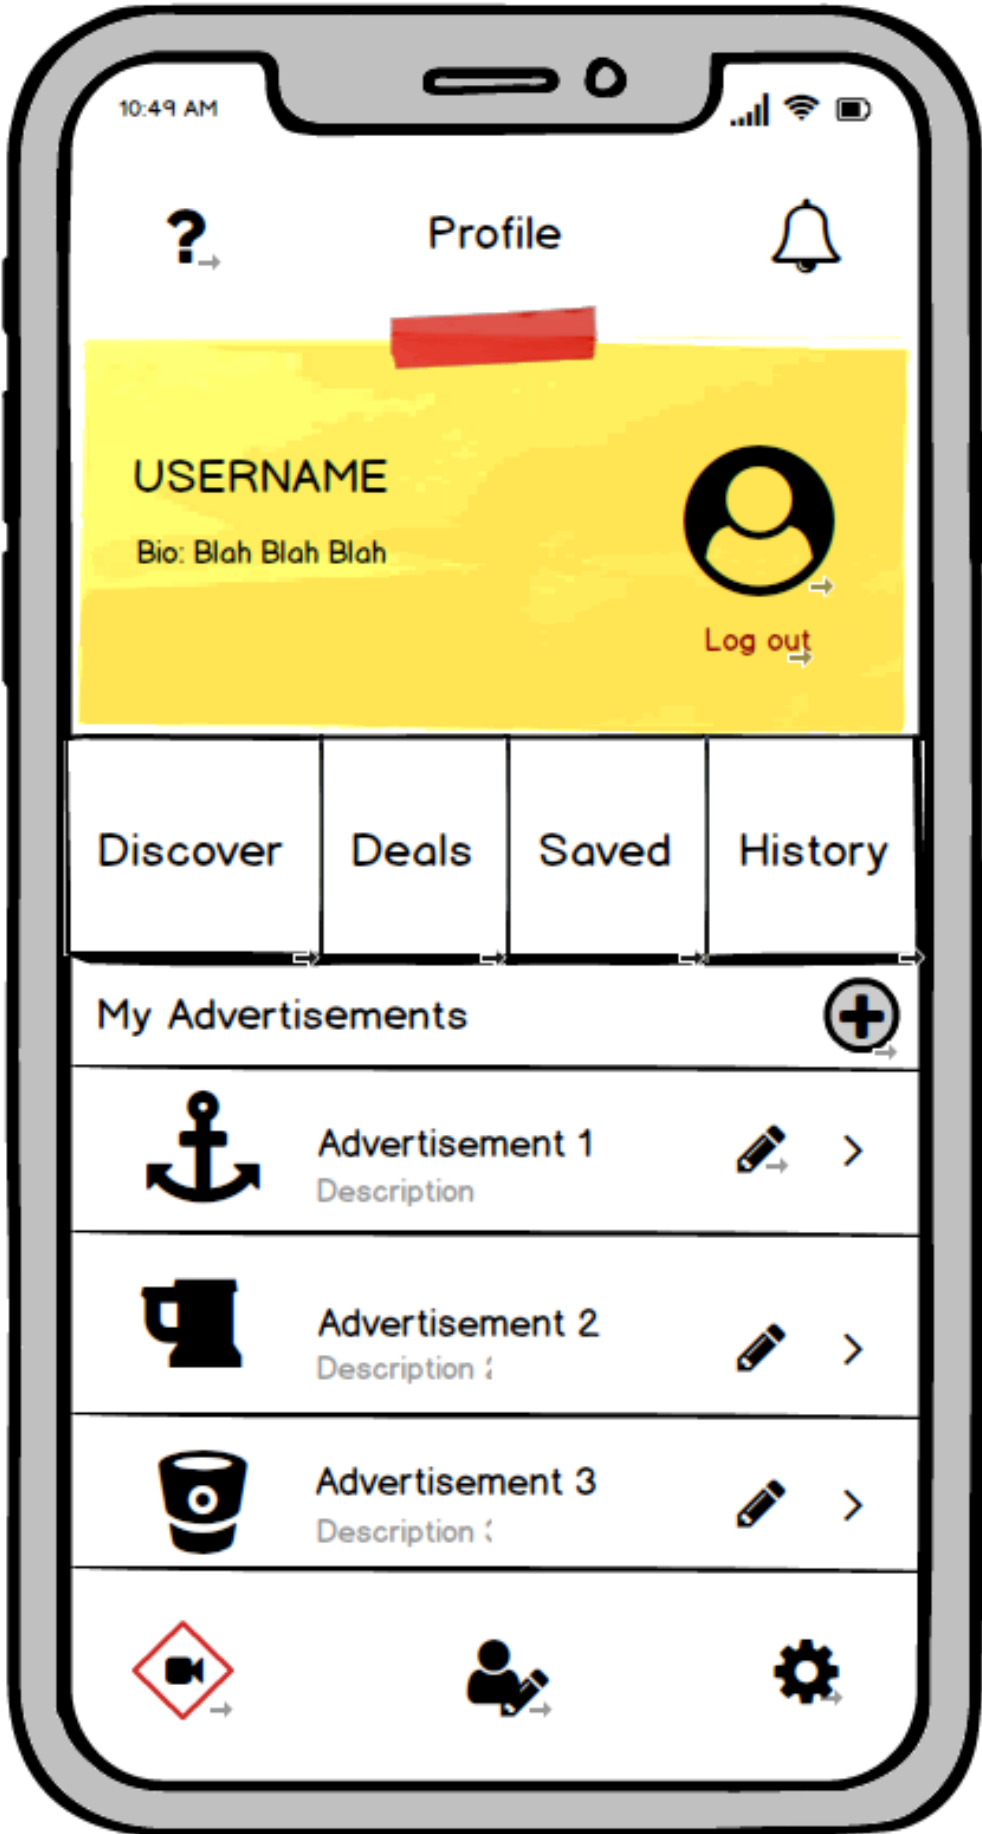 10:49 AM
?
Profile
USERNAME
Bio: Blah Blah Blah
Log out
Discover
Deals
Saved
History
My Advertisements
Advertisement 1
Description
Advertisement 2
Description
Advertisement 3
Description